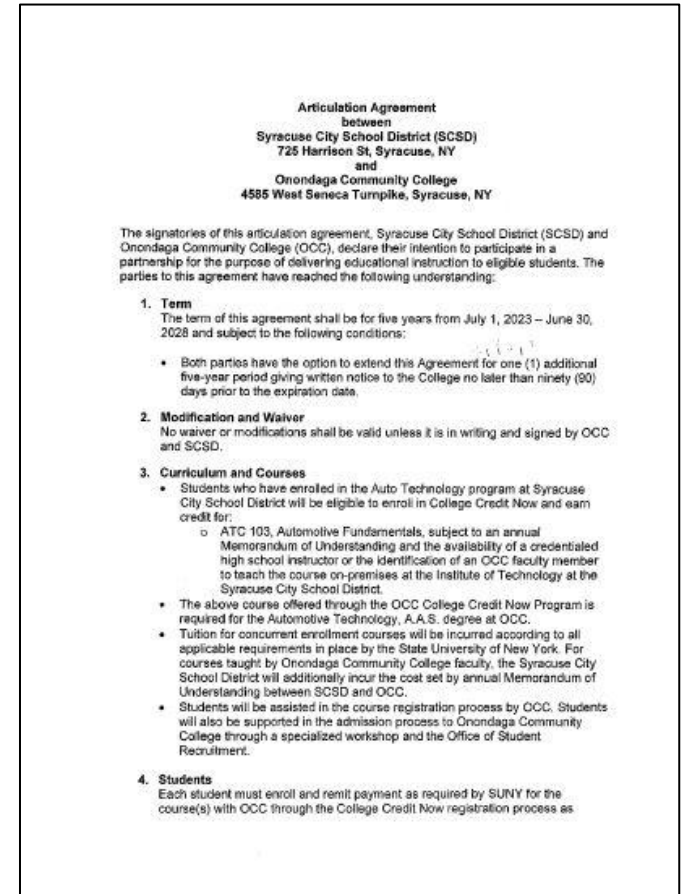 Articulation Agreement
between
Syracuse City School District (SCSD)
725 Harrison St, Syracuse, NY
and
Onondaga Community College
4585 West Seneca Turnpike, Syracuse, NY
The signatories of this articulation agreement, Syracuse City School District (SCSD) and
Onondaga Community College (OCC), declare their intention to participate in a
partnership for the purpose of delivering educational instruction to eligible students. The
parties to this agreement have reached the following understanding:
1. Term
The term of this agreement shall be for five years from July 1, 2023 – June 30,
2028 and subject to the following conditions:
• Both parties have the option to extend this Agreement for one (1) additional
five-year period giving written notice to the College no later than ninety (90)
days prior to the expiration date.
2. Modification and Waiver
No waiver or modifications shall be valid unless it is in writing and signed by OCC
and SCSD.
3. Curriculum and Courses
• Students who have enrolled in the Auto Technology program at Syracuse
City School District will be eligible to enroll in College Credit Now and earn
credit for:
o ATC 103, Automotive Fundamentals, subject to an annual
Memorandum of Understanding and the availability of a credentialed
high school instructor or the identification of an OCC faculty member
to teach the course on-premises at the Institute of Technology at the
Syracuse City School District.
• The above course offered through the OCC College Credit Now Program is
required for the Automotive Technology, A.A.S. degree at OCC.
• Tuition for concurrent enrollment courses will be incurred according to all
applicable requirements in place by the State University of New York. For
courses taught by Onondaga Community College faculty, the Syracuse City
School District will additionally incur the cost set by annual Memorandum of
Understanding between SCSD and OCC.
• Students will be assisted in the course registration process by OCC. Students
will also be supported in the admission process to Onondaga Community
College through a specialized workshop and the Office of Student
Recruitment.
4. Students
Each student must enroll and remit payment as required by SUNY for the
course(s) with OCC through the College Credit Now registration process as